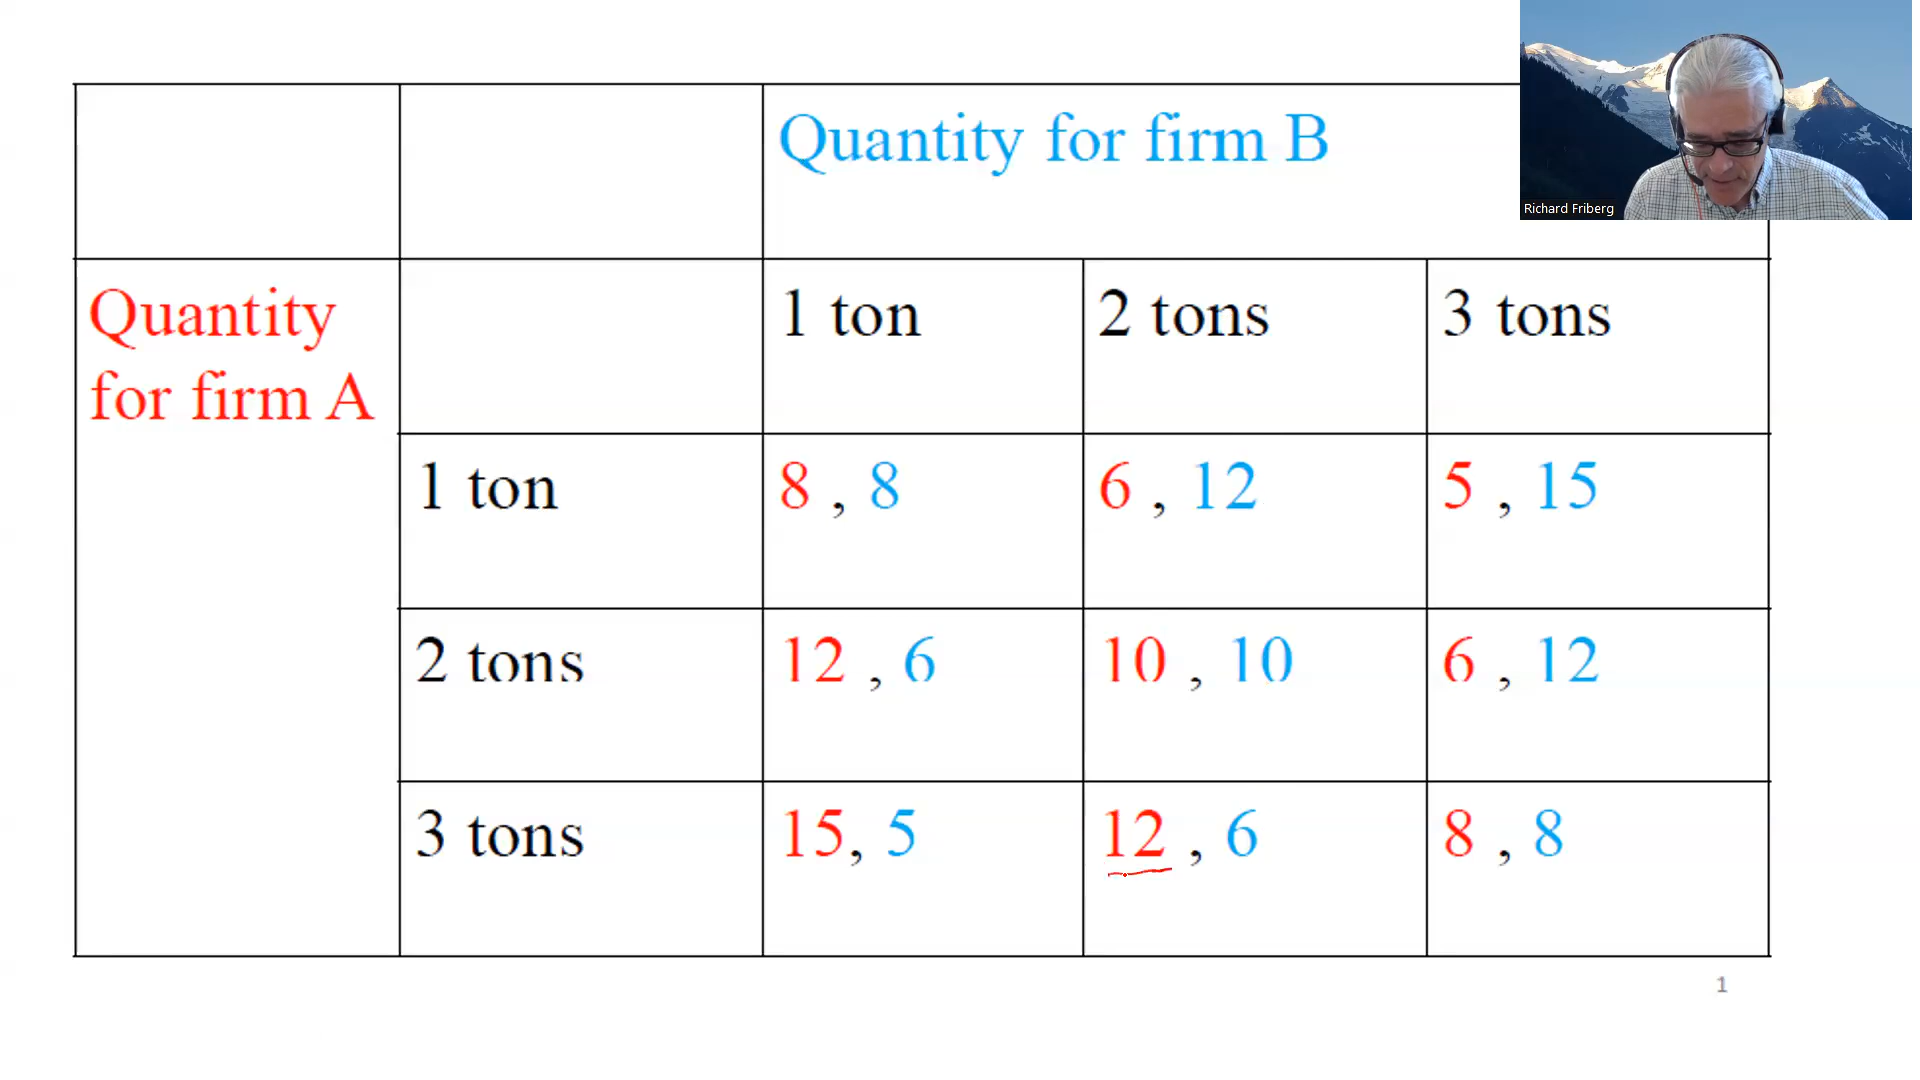 Quantity for firm B
Richard Friberg
Quantity
for firm A
1 ton 2 tons 3 tons
1 ton 8 , 8 6 , 12 5 , 15
2 tons 12 , 6 10 , 10 6 , 12
3 tons 15, 5 12 , 6 8 , 8
1